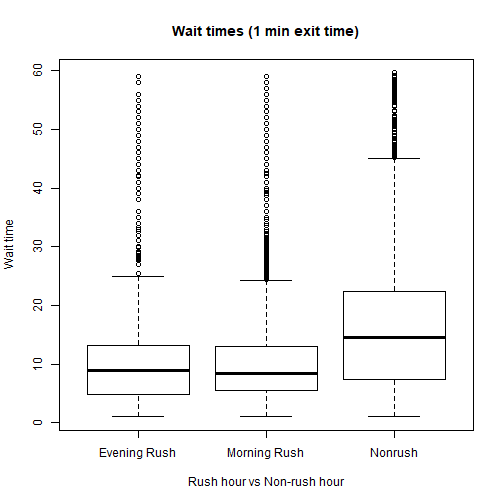 Wait times (1 min exit time)
60
50
40
30
20
10
0
Wait time
Evening Rush
Morning Rush
Nonrush
Rush hour vs Non-rush hour